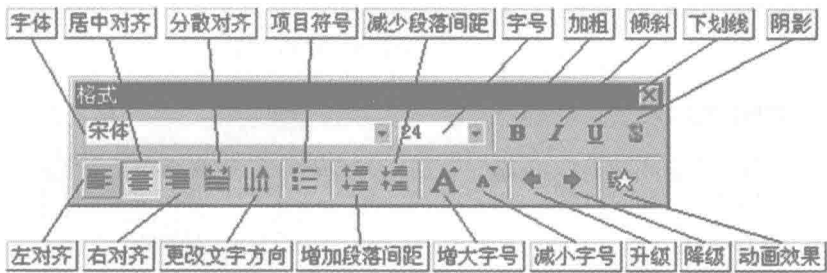 字体 居中对齐 分散对齐 项目符号 减少段落间距 字号 加粗 倾斜 下划线 阴影
格式
宋体 24 B I U S
左对齐 右对齐 更改文字方向 增加段落间距 增大字号 减小字号 升级 降级 动画效果